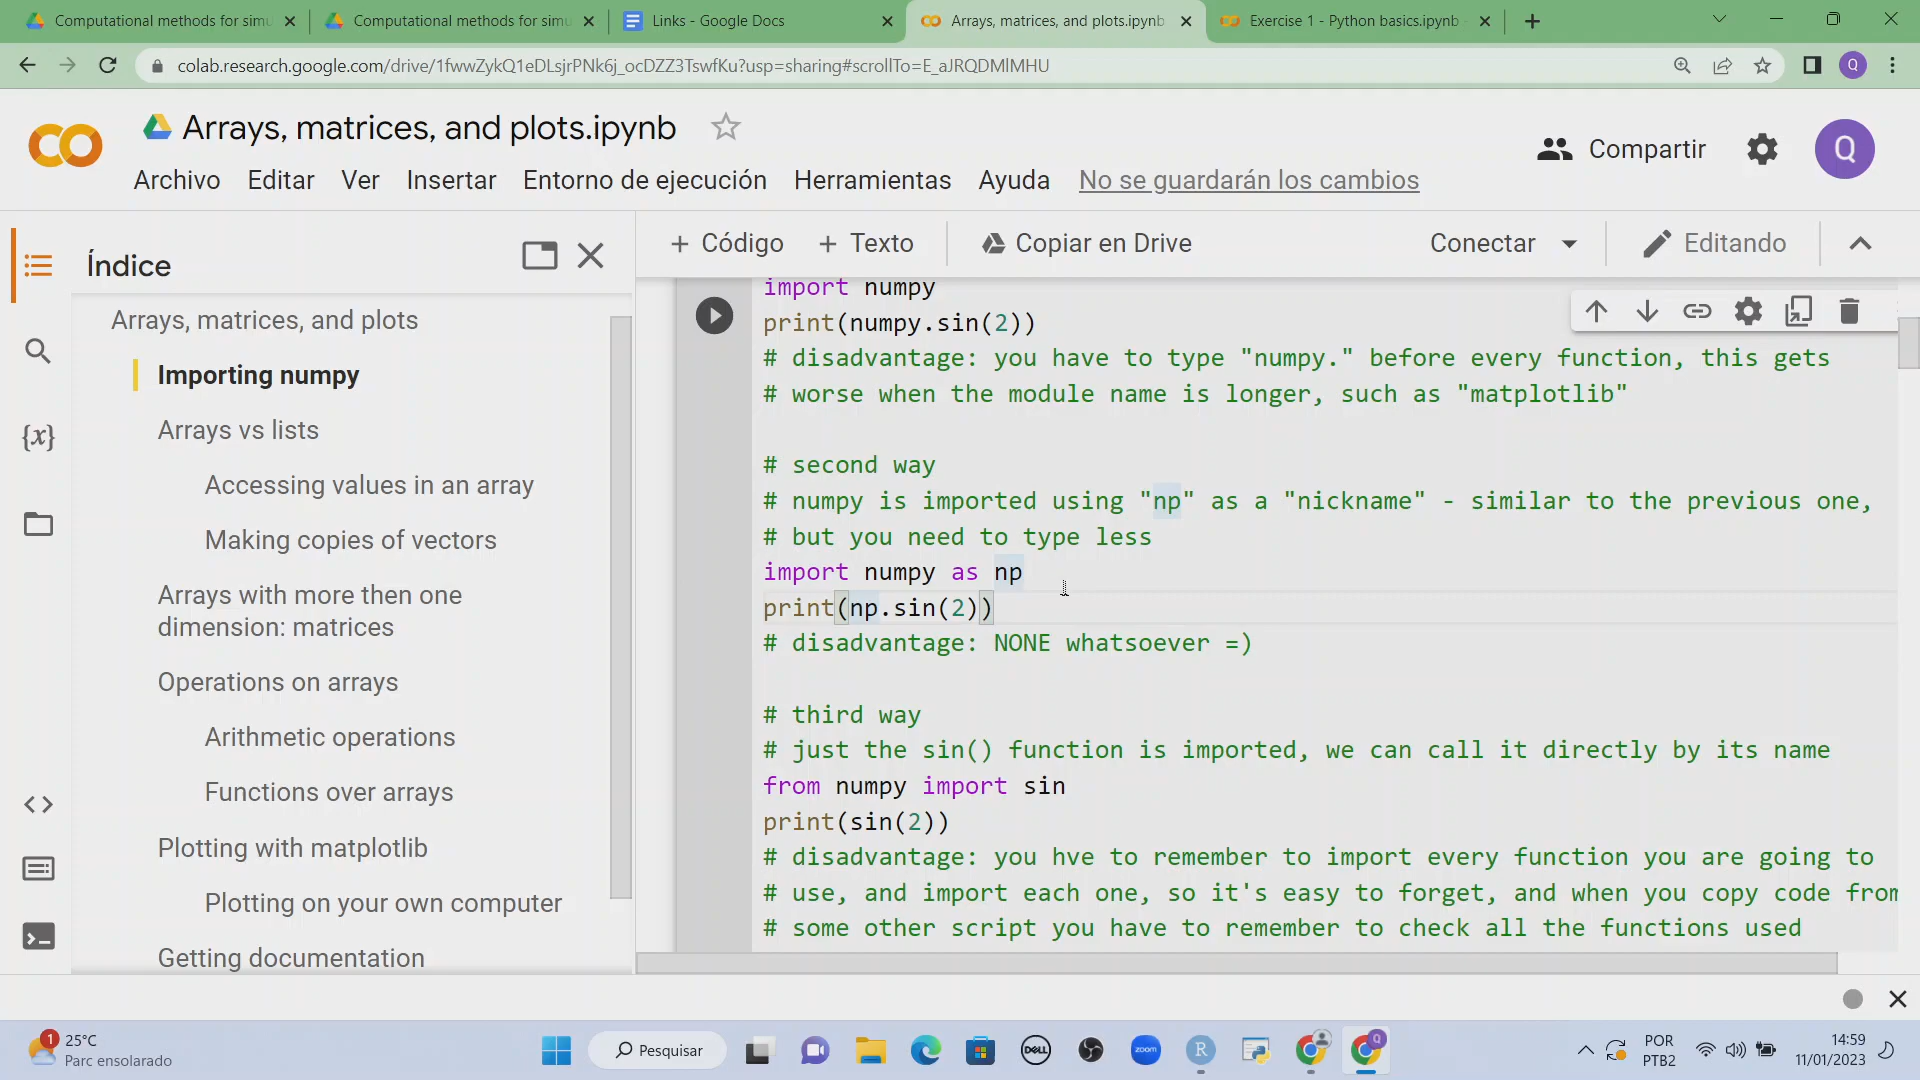 Computational methods for simu
Computational methods for simu
Links - Google Docs
Arrays, matrices, and plots.ipynb
Exercise 1 - Python basics.ipynb
colab.research.google.com/drive/1fwwZykQ1eDLsjrPNk6j_ocDZZ3TswfKu?usp=sharing#scrollTo=E_aJRQDMIMHU
Q
Arrays, matrices, and plots.ipynb
Compartir
Q
Archivo Editar Ver Insertar Entorno de ejecución Herramientas Ayuda No se guardarán los cambios
+ Código + Texto Copiar en Drive Conectar Editando
Índice
Arrays, matrices, and plots
Importing numpy
Arrays vs lists
Accessing values in an array
Making copies of vectors
Arrays with more then one
dimension: matrices
Operations on arrays
Arithmetic operations
Functions over arrays
Plotting with matplotlib
Plotting on your own computer
Getting documentation
{x}
import numpy
print(numpy.sin(2))
# disadvantage: you have to type "numpy." before every function, this gets
# worse when the module name is longer, such as "matplotlib"
# second way
# numpy is imported using "np" as a "nickname" - similar to the previous one,
# but you need to type less
import numpy as np
print(np.sin(2))
# disadvantage: NONE whatsoever =)
# third way
# just the sin() function is imported, we can call it directly by its name
from numpy import sin
print(sin(2))
# disadvantage: you hve to remember to import every function you are going to
# use, and import each one, so it's easy to forget, and when you copy code from
# some other script you have to remember to check all the functions used
1
25°C
Parc ensolarado
Pesquisar
DELL
zoom
R
Q
POR
PTB2
14:59
11/01/2023